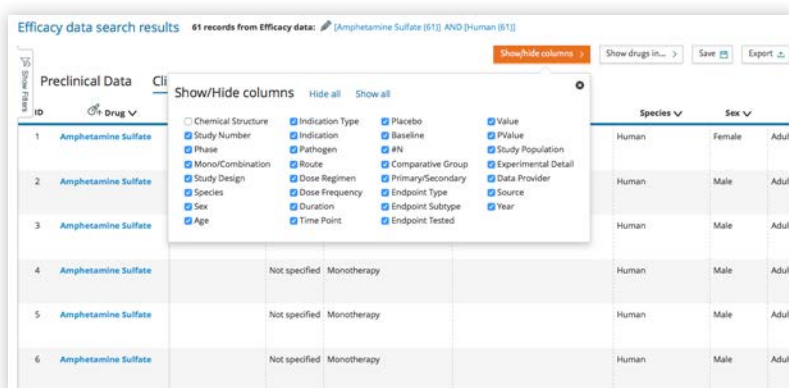 Efficacy data search results 61 records from Efficacy data: [Amphetamine Sulfate (61)] AND [Human (61)]
Show/hide columns > Show drugs in... > Save Export
Show Filters
Preclinical Data Cli
Show/Hide columns Hide all Show all
Chemical Structure Indication Type Placebo Value
Study Number Indication Baseline PValue
Phase Pathogen #N Study Population
Mono/Combination Route Comparative Group Experimental Detail
Study Design Dose Regimen Primary/Secondary Data Provider
Species Dose Frequency Endpoint Type Source
Sex Duration Endpoint Subtype Year
Age Time Point Endpoint Tested
ID Drug Species Sex
1 Amphetamine Sulfate Human Female Adul
2 Amphetamine Sulfate Human Male Adul
3 Amphetamine Sulfate Human Male Adul
4 Amphetamine Sulfate Not specified Monotherapy Human Male Adul
5 Amphetamine Sulfate Not specified Monotherapy Human Male Adul
6 Amphetamine Sulfate Not specified Monotherapy Human Male Adul